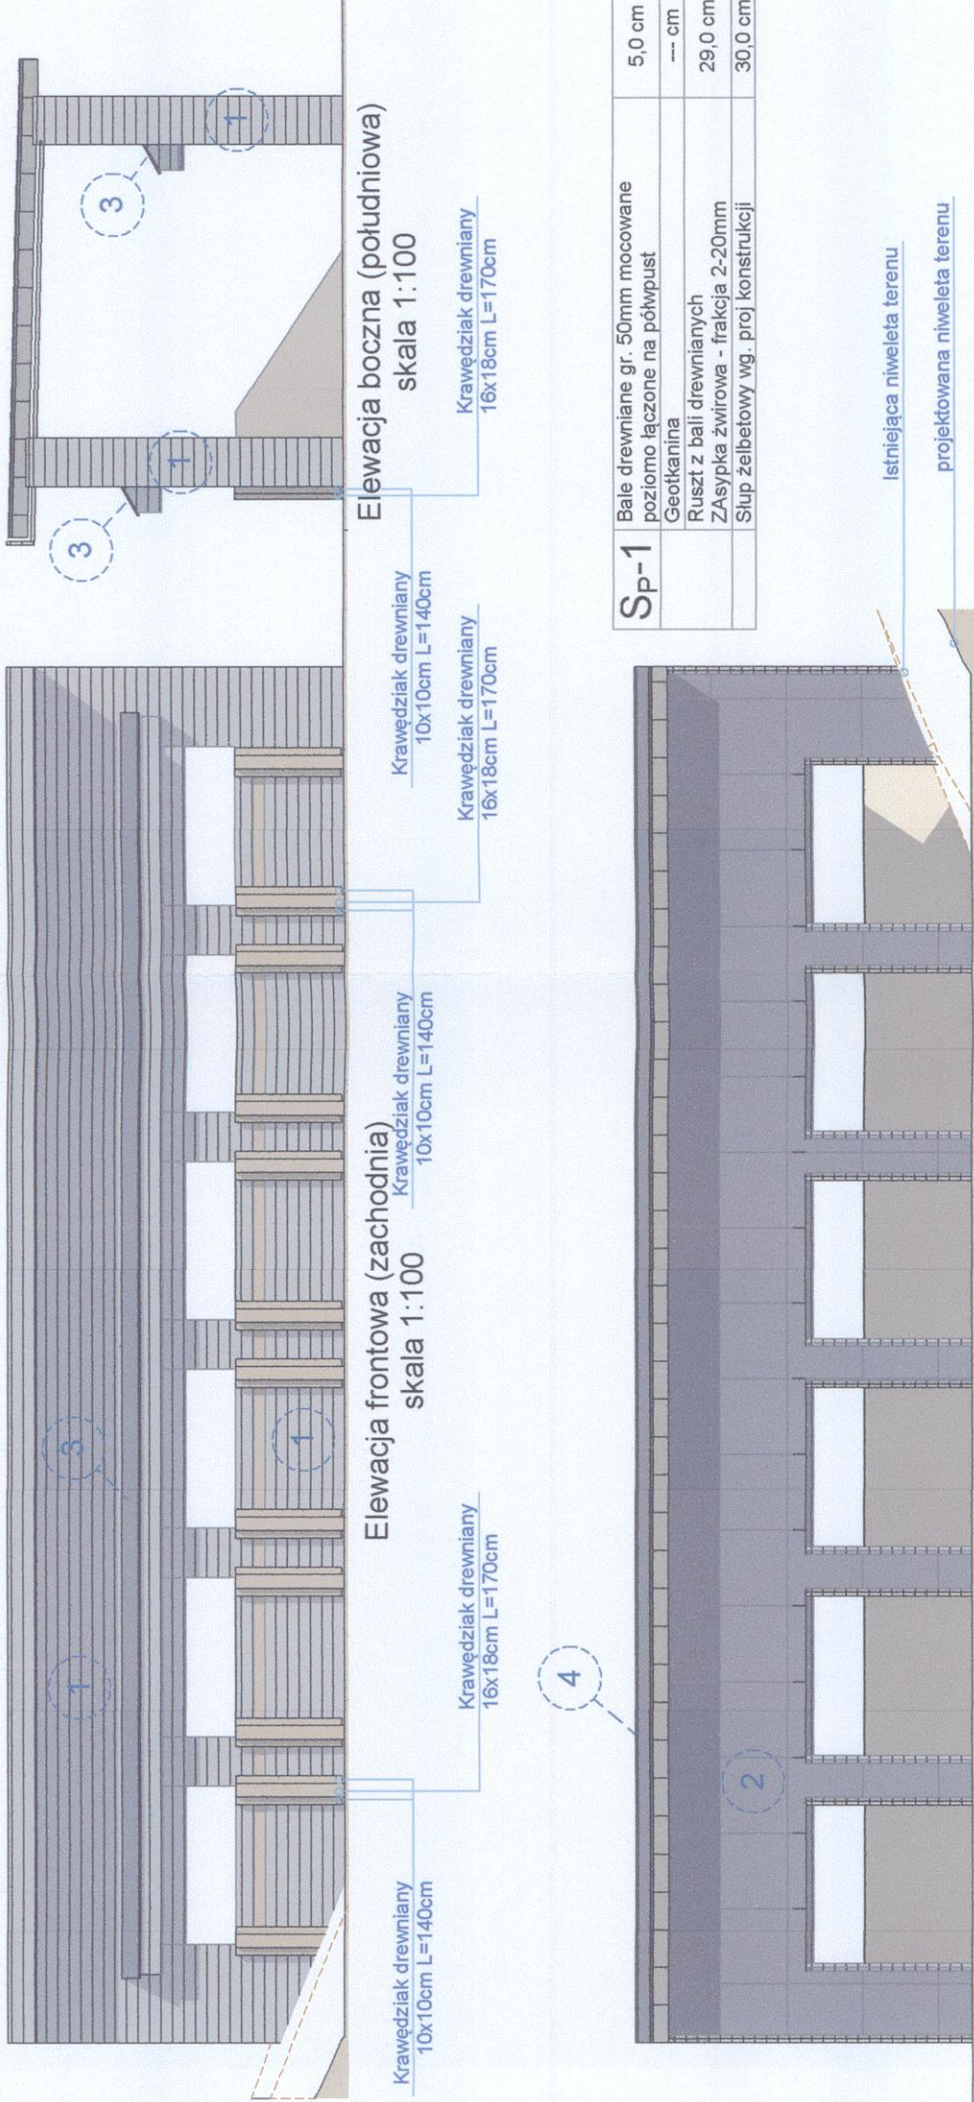 3
1
3
1
Elewacja boczna (południowa)
skala 1:100
Krawędziak drewniany
10x10cm L=140cm
Krawędziak drewniany
16x18cm L=170cm
1
3
1
Elewacja frontowa (zachodnia)
skala 1:100
Krawędziak drewniany
10x10cm L=140cm
Krawędziak drewniany
16x18cm L=170cm
Krawędziak drewniany
10x10cm L=140cm
Krawędziak drewniany
16x18cm L=170cm
Sp-1
Bale drewniane gr. 50mm mocowane
poziomo łączone na półwpust
5,0 cm
Geotkanina
--- cm
Ruszt z bali drewnianych
ZAsypka żwirowa - frakcja 2-20mm
29,0 cm
Słup żelbetowy wg. proj konstrukcji
30,0 cm
4
2
Istniejąca niweleta terenu
projektowana niweleta terenu